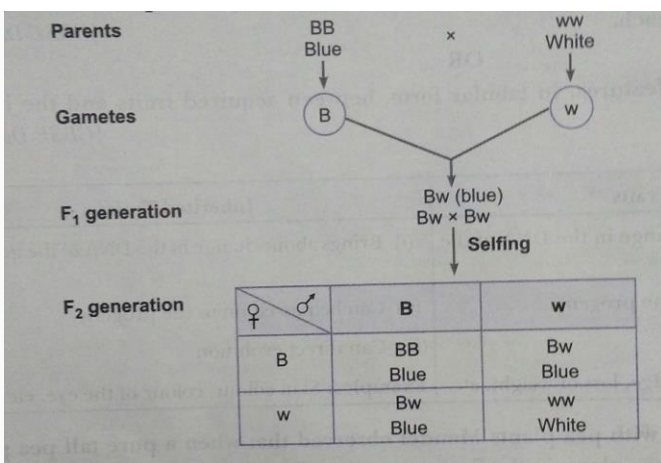 Parents
BB × ww
Blue White
Gametes B w
Bw (blue)
F₁ generation Bw × Bw
Selfing
F₂ generation
♀ ♂ B w
B BB Bw
Blue Blue
w Bw ww
Blue White